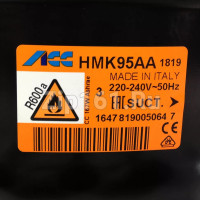 ACC HMK95AA 1819
MADE IN ITALY
220-240V~50Hz
R600a
3
EAC SUCT.
1647 819005064 7